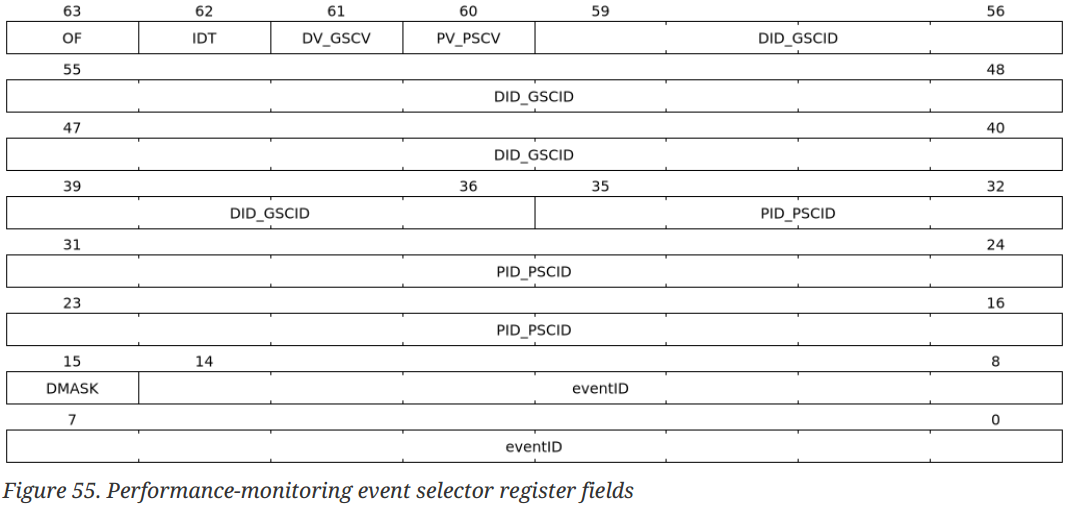 63 62 61 60 59 56
OF IDT DV_GSCV PV_PSCV DID_GSCID
55 48
DID_GSCID
47 40
DID_GSCID
39 36 35 32
DID_GSCID PID_PSCID
31 24
PID_PSCID
23 16
PID_PSCID
15 14 8
DMASK eventID
7 0
eventID
Figure 55. Performance-monitoring event selector register fields